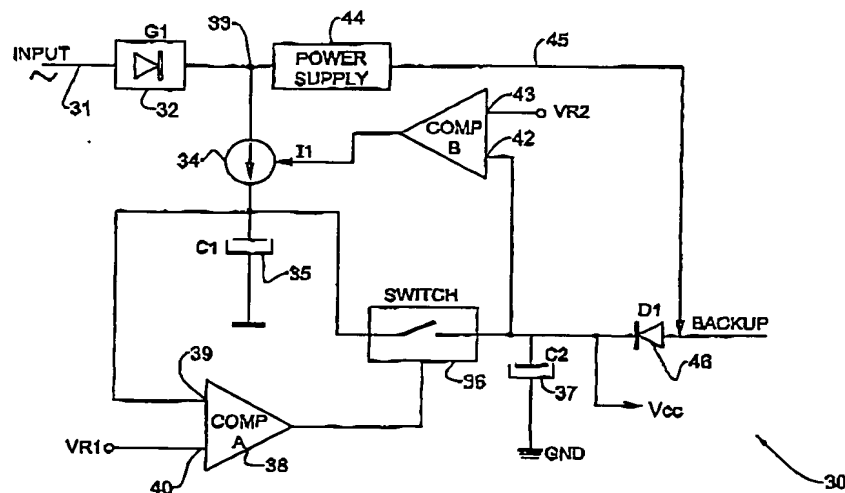 44
G1
33
45
INPUT
POWER
SUPPLY
~
31
32
43
VR2
COMP
B
42
34
I1
C1
35
SWITCH
D1
BACKUP
39
36
C2
37
46
COMP
A
Vcc
VR1
38
GND
40
30